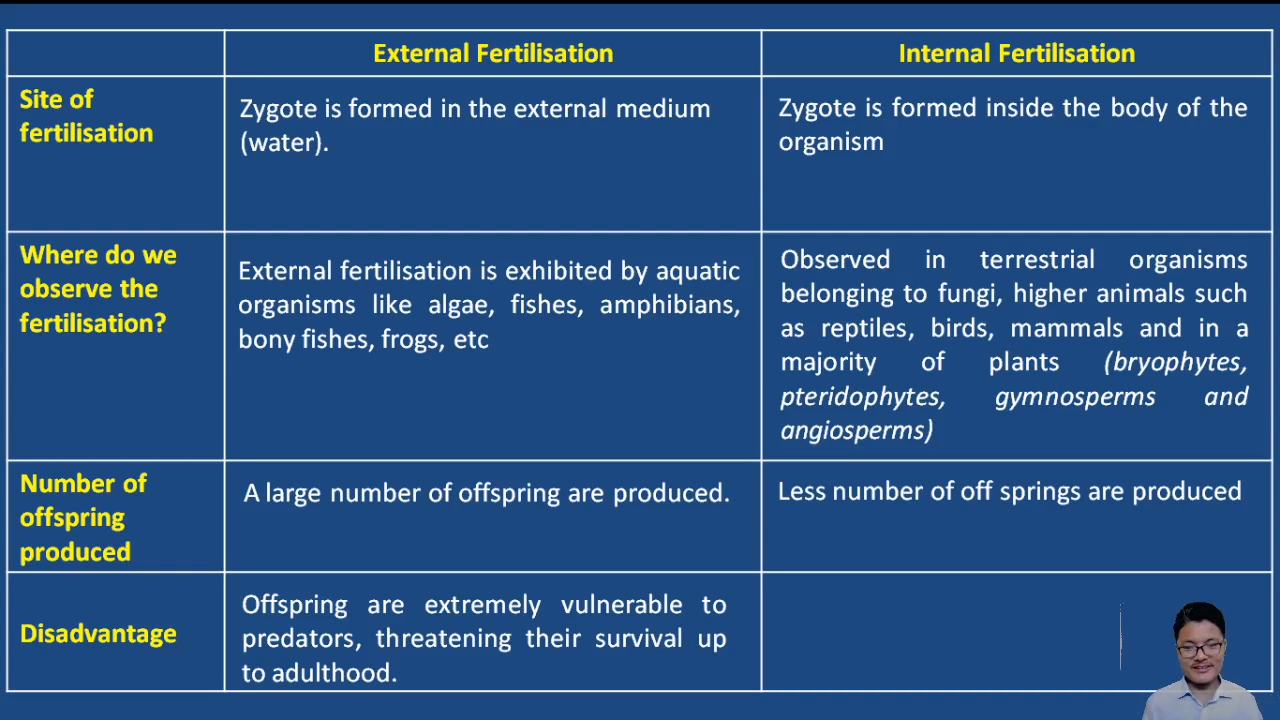 External Fertilisation
Internal Fertilisation
Site of
fertilisation
Zygote is formed in the external medium
(water).
Zygote is formed inside the body of the
organism
Where do we
observe the
fertilisation?
External fertilisation is exhibited by aquatic
organisms like algae, fishes, amphibians,
bony fishes, frogs, etc
Observed in terrestrial organisms
belonging to fungi, higher animals such
as reptiles, birds, mammals and in a
majority of plants (bryophytes,
pteridophytes, gymnosperms and
angiosperms)
Number of
offspring
produced
A large number of offspring are produced.
Less number of off springs are produced
Disadvantage
Offspring are extremely vulnerable to
predators, threatening their survival up
to adulthood.